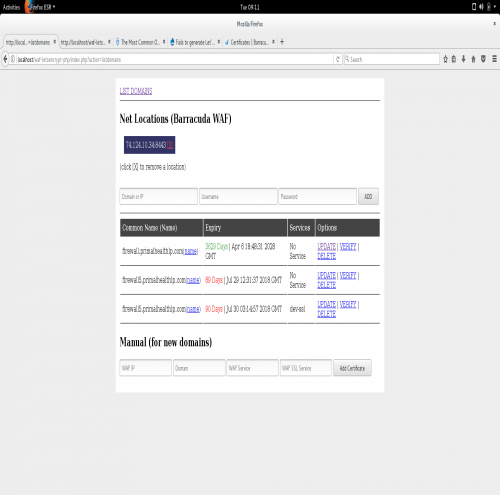 Activities Firefox ESR ▾ Tue 09:11
Mozilla Firefox
http://local...=listdomains × http://localhost/waf-lets... × The Most Common O... × Fails to generate Let'... × Certificates | Barracu... × +
localhost/waf-letsencrypt-php/index.php?action=listdomains Search
LIST DOMAINS
Net Locations (Barracuda WAF)
74.124.10.34:8443 [X]
(click [X] to remove a location)
Domain or IP Username Password ADD
Common Name (Name) Expiry Services Options
firewall.primalhealthlp.com(name) 3629 Days | Apr 6 18:48:31 2028 GMT No Service UPDATE | VERIFY | DELETE
firewall5.primalhealthlp.com(name) 89 Days | Jul 29 12:31:37 2018 GMT No Service UPDATE | VERIFY | DELETE
firewall5.primalhealthlp.com(name) 90 Days | Jul 30 03:14:57 2018 GMT dev-ssl UPDATE | VERIFY | DELETE
Manual (for new domains)
WAF IP Domain WAF Service WAF SSL Service Add Certificate